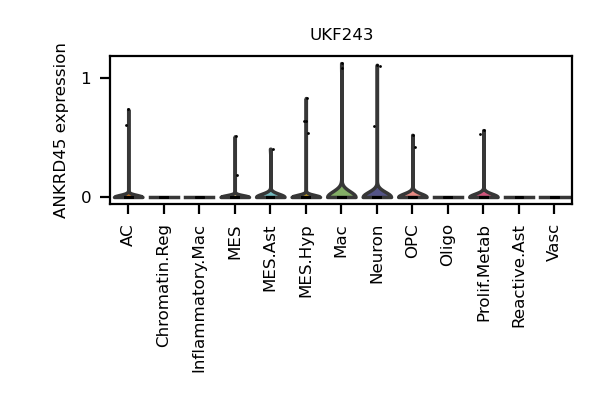 UKF243
ANKRD45 expression
1
0
AC
Chromatin.Reg
Inflammatory.Mac
MES
MES.Ast
MES.Hyp
Mac
Neuron
OPC
Oligo
Prolif.Metab
Reactive.Ast
Vasc